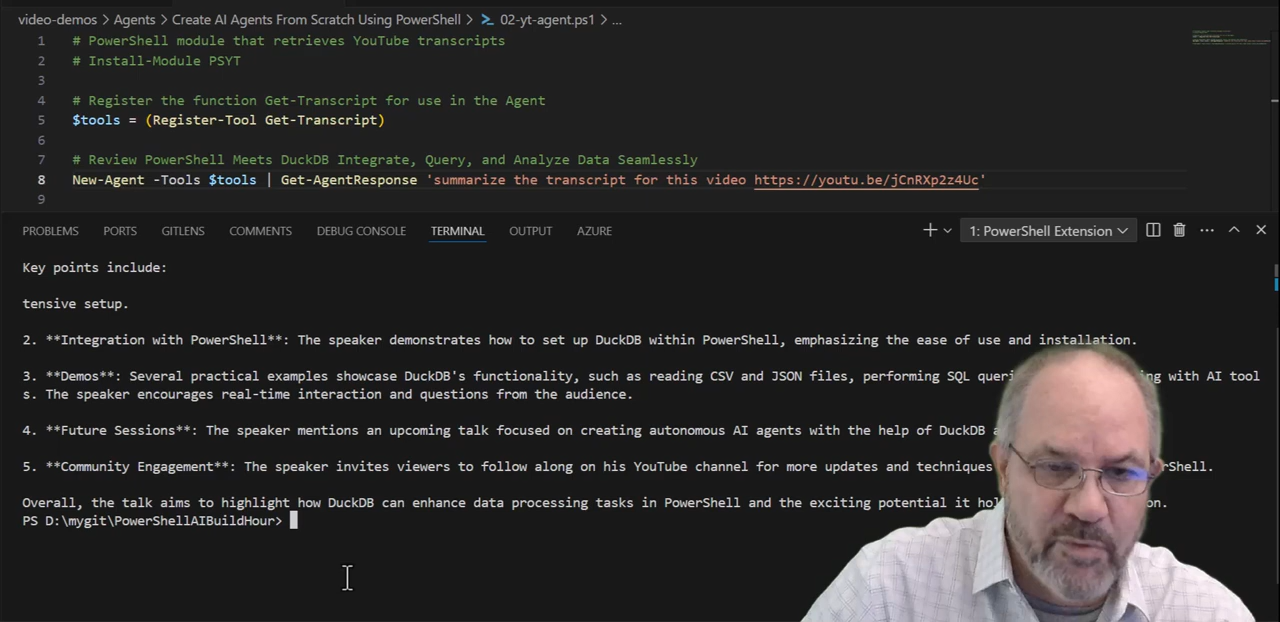 video-demos > Agents > Create AI Agents From Scratch Using PowerShell > 02-yt-agent.ps1 > ...
1 # PowerShell module that retrieves YouTube transcripts
2 # Install-Module PSYT
3
4 # Register the function Get-Transcript for use in the Agent
5 $tools = (Register-Tool Get-Transcript)
6
7 # Review PowerShell Meets DuckDB Integrate, Query, and Analyze Data Seamlessly
8 New-Agent -Tools $tools | Get-AgentResponse 'summarize the transcript for this video https://youtu.be/jCnRXp2z4Uc'
9
PROBLEMS PORTS GITLENS COMMENTS DEBUG CONSOLE TERMINAL OUTPUT AZURE 1: PowerShell Extension
Key points include:
tensive setup.
2. **Integration with PowerShell**: The speaker demonstrates how to set up DuckDB within PowerShell, emphasizing the ease of use and installation.
3. **Demos**: Several practical examples showcase DuckDB's functionality, such as reading CSV and JSON files, performing SQL with AI tool
s. The speaker encourages real-time interaction and questions from the audience.
4. **Future Sessions**: The speaker mentions an upcoming talk focused on creating autonomous AI agents with the help of DuckDB
5. **Community Engagement**: The speaker invites viewers to follow along on his YouTube channel for more updates and techniques
Overall, the talk aims to highlight how DuckDB can enhance data processing tasks in PowerShell and the exciting potential it
PS D:\mygit\PowerShellAIBuildHour>